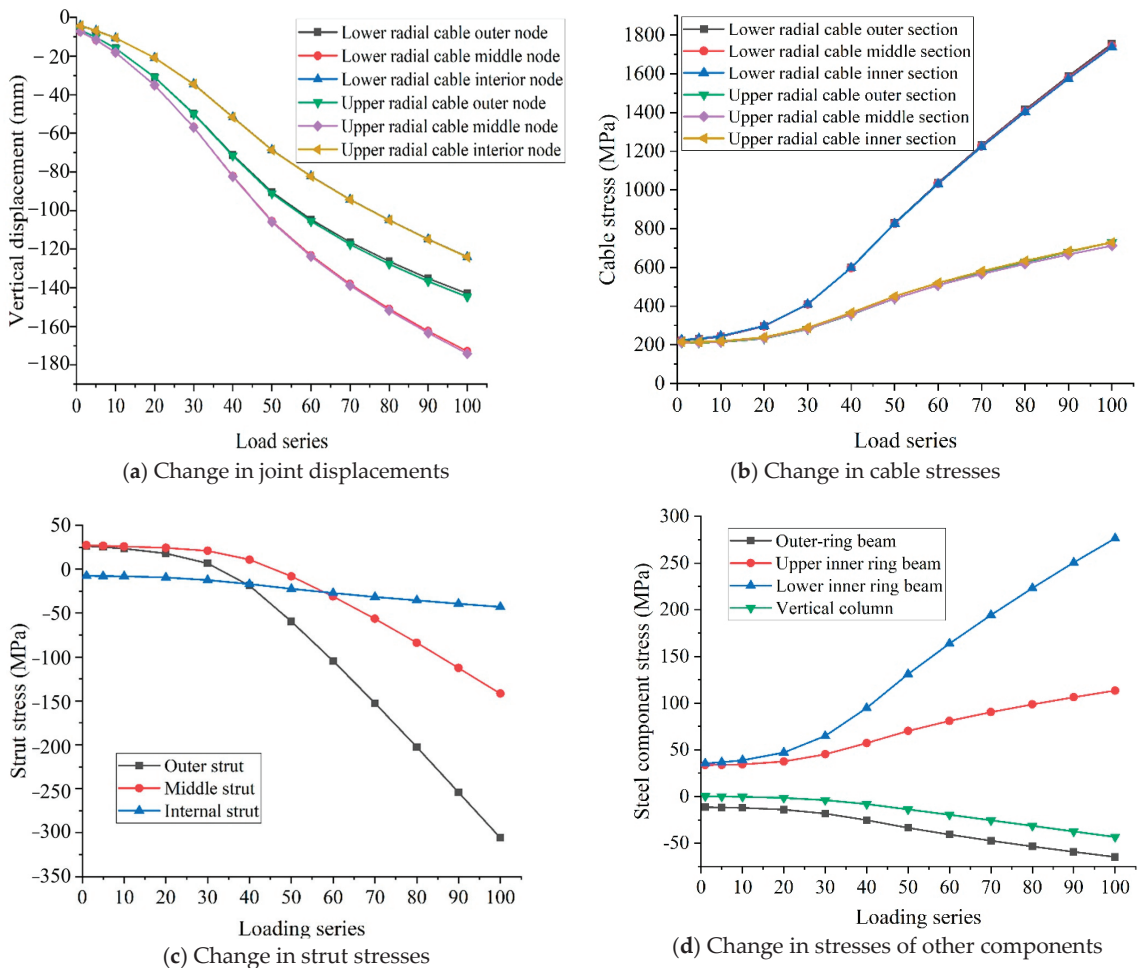 0
−20
−40
−60
−80
−100
−120
−140
−160
−180
Vertical displacement (mm)
Lower radial cable outer node
Lower radial cable middle node
Lower radial cable interior node
Upper radial cable outer node
Upper radial cable middle node
Upper radial cable interior node
0 10 20 30 40 50 60 70 80 90 100
Load series
(a) Change in joint displacements
1800
1600
1400
1200
1000
800
600
400
200
0
Cable stress (MPa)
Lower radial cable outer section
Lower radial cable middle section
Lower radial cable inner section
Upper radial cable outer section
Upper radial cable middle section
Upper radial cable inner section
0 10 20 30 40 50 60 70 80 90 100
Load series
(b) Change in cable stresses
50
25
0
−50
−100
−150
−200
−250
−300
−350
Strut stress (MPa)
Outer strut
Middle strut
Internal strut
0 10 20 30 40 50 60 70 80 90 100
Loading series
(c) Change in strut stresses
300
250
200
150
100
50
0
-50
Steel component stress (MPa)
Outer-ring beam
Upper inner ring beam
Lower inner ring beam
Vertical column
0 10 20 30 40 50 60 70 80 90 100
Loading series
(d) Change in stresses of other components